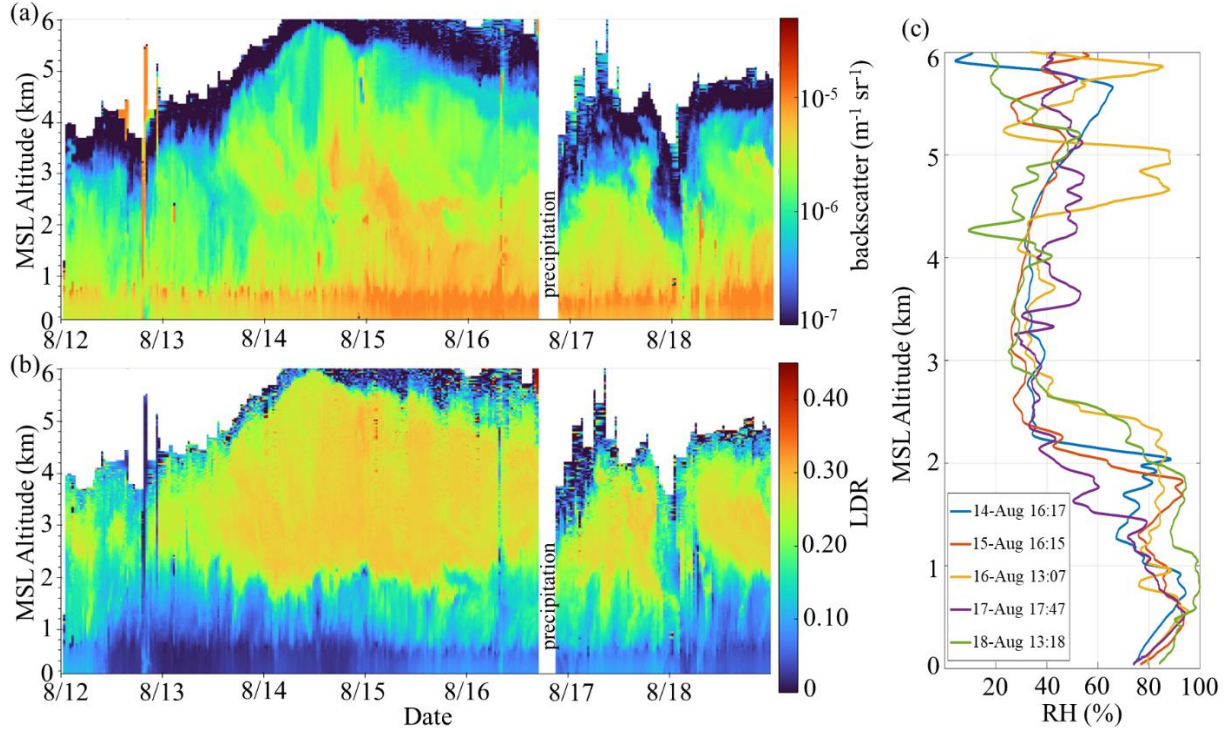 (a)
6
5
4
3
2
1
0
MSL Altitude (km)
8/12
8/13
8/14
8/15
8/16
8/17
8/18
precipitation
10-5
10-6
10-7
backscatter (m-1 sr-1)
(b)
6
5
4
3
2
1
0
MSL Altitude (km)
8/12
8/13
8/14
8/15
8/16
8/17
8/18
Date
precipitation
0.40
0.30
0.20
0.10
0
LDR
(c)
6
5
4
3
2
1
0
MSL Altitude (km)
14-Aug 16:17
15-Aug 16:15
16-Aug 13:07
17-Aug 17:47
18-Aug 13:18
20
40
60
80
100
RH (%)